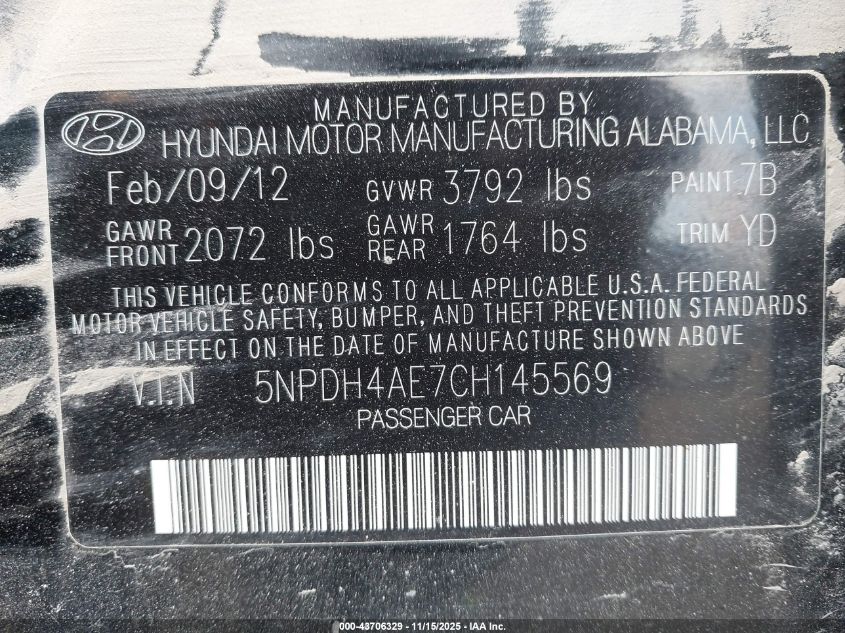 MANUFACTURED BY
HYUNDAI MOTOR MANUFACTURING ALABAMA, LLC
Feb/09/12 GVWR 3792 lbs PAINT 7B
GAWR FRONT 2072 lbs GAWR REAR 1764 lbs TRIM YD
THIS VEHICLE CONFORMS TO ALL APPLICABLE U.S.A. FEDERAL
MOTOR VEHICLE SAFETY, BUMPER, AND THEFT PREVENTION STANDARDS
IN EFFECT ON THE DATE OF MANUFACTURE SHOWN ABOVE
V.I.N 5NPDH4AE7CH145569
PASSENGER CAR
000-43706329 - 11/15/2025 - IAA Inc.